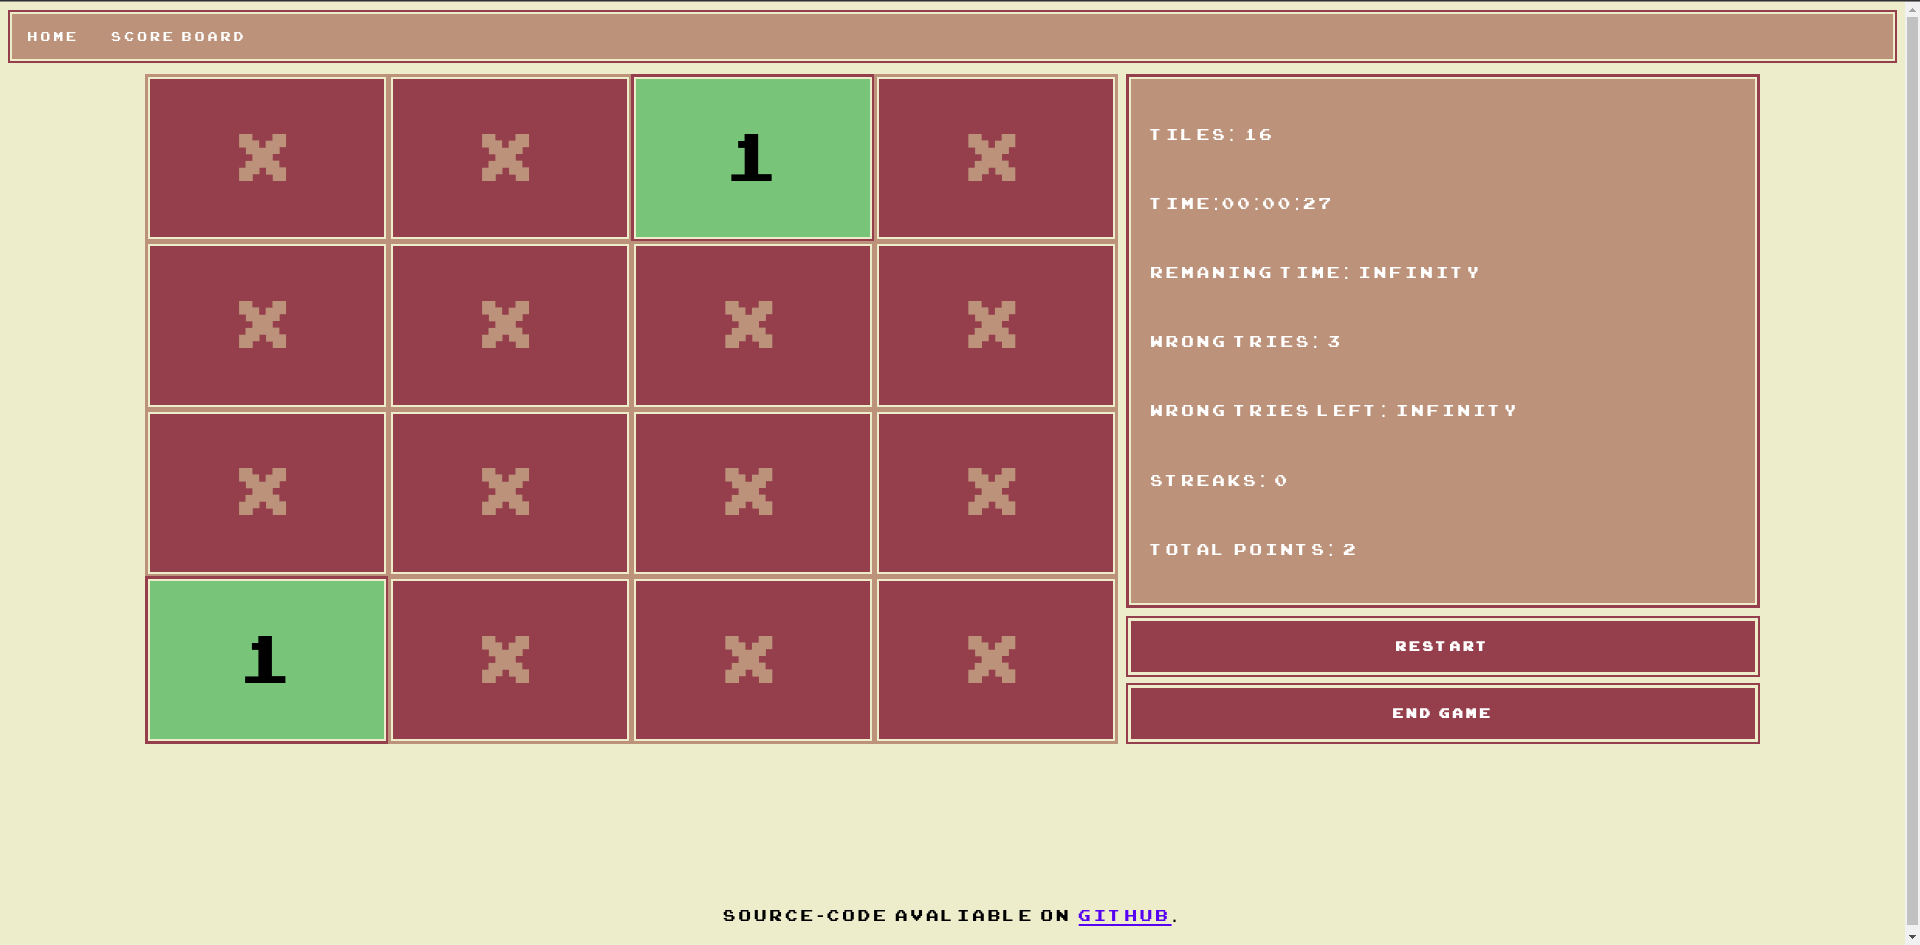 HOME SCORE BOARD
X X 1 X
X X X X
X X X X
1 X X X
TILES: 16
TIME:00:00:27
REMANING TIME: INFINITY
WRONG TRIES: 3
WRONG TRIES LEFT: INFINITY
STREAKS: 0
TOTAL POINTS: 2
RESTART
END GAME
SOURCE-CODE AVALIABLE ON GITHUB.